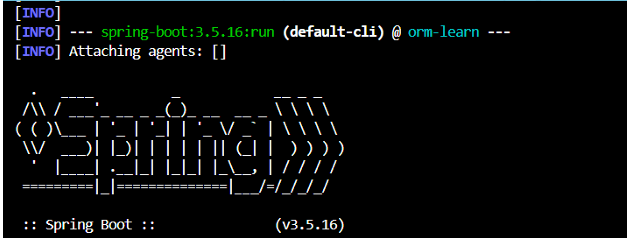 [INFO]
[INFO] --- spring-boot:3.5.16:run (default-cli) @ orm-learn ---
[INFO] Attaching agents: []
  .   ____          _            __ _ _
 /\\ / ___'_ __ _ _(_)_ __  __ _ \ \ \ \
( ( )\___ | '_ | '_| | '_ \/ _` | \ \ \ \
 \\/  ___)| |_)| | | | | || (_| |  ) ) ) )
  '  |____| .__|_| |_|_| |_\__, | / / / /
 =========|_|==============|___/=/_/_/_/
 :: Spring Boot ::                (v3.5.16)